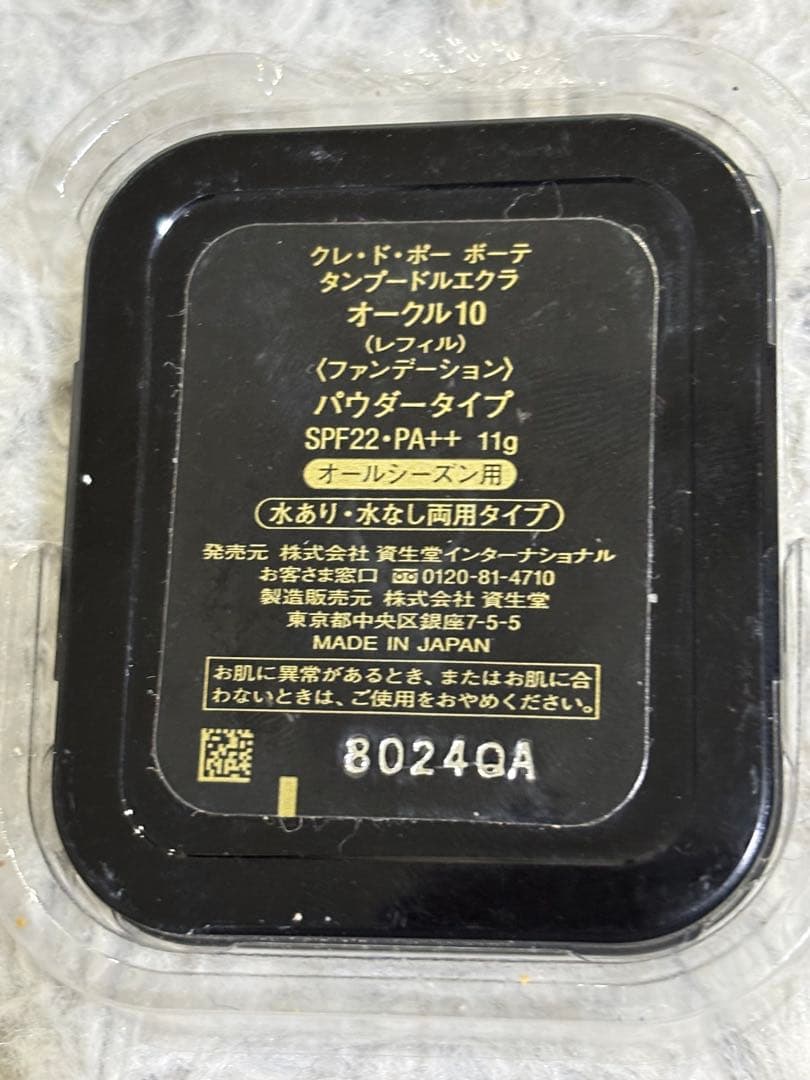 クレ・ド・ポー ボーテ
タンプードルエクラ
オークル10
（レフィル）
〈ファンデーション〉
パウダータイプ
SPF22・PA++ 11g
オールシーズン用
水あり・水なし両用タイプ
発売元 株式会社 資生堂インターナショナル
お客さま窓口 0120-81-4710
製造販売元 株式会社 資生堂
東京都中央区銀座7-5-5
MADE IN JAPAN
お肌に異常があるとき、またはお肌に合
わないときは、ご使用をおやめください。
8024QA